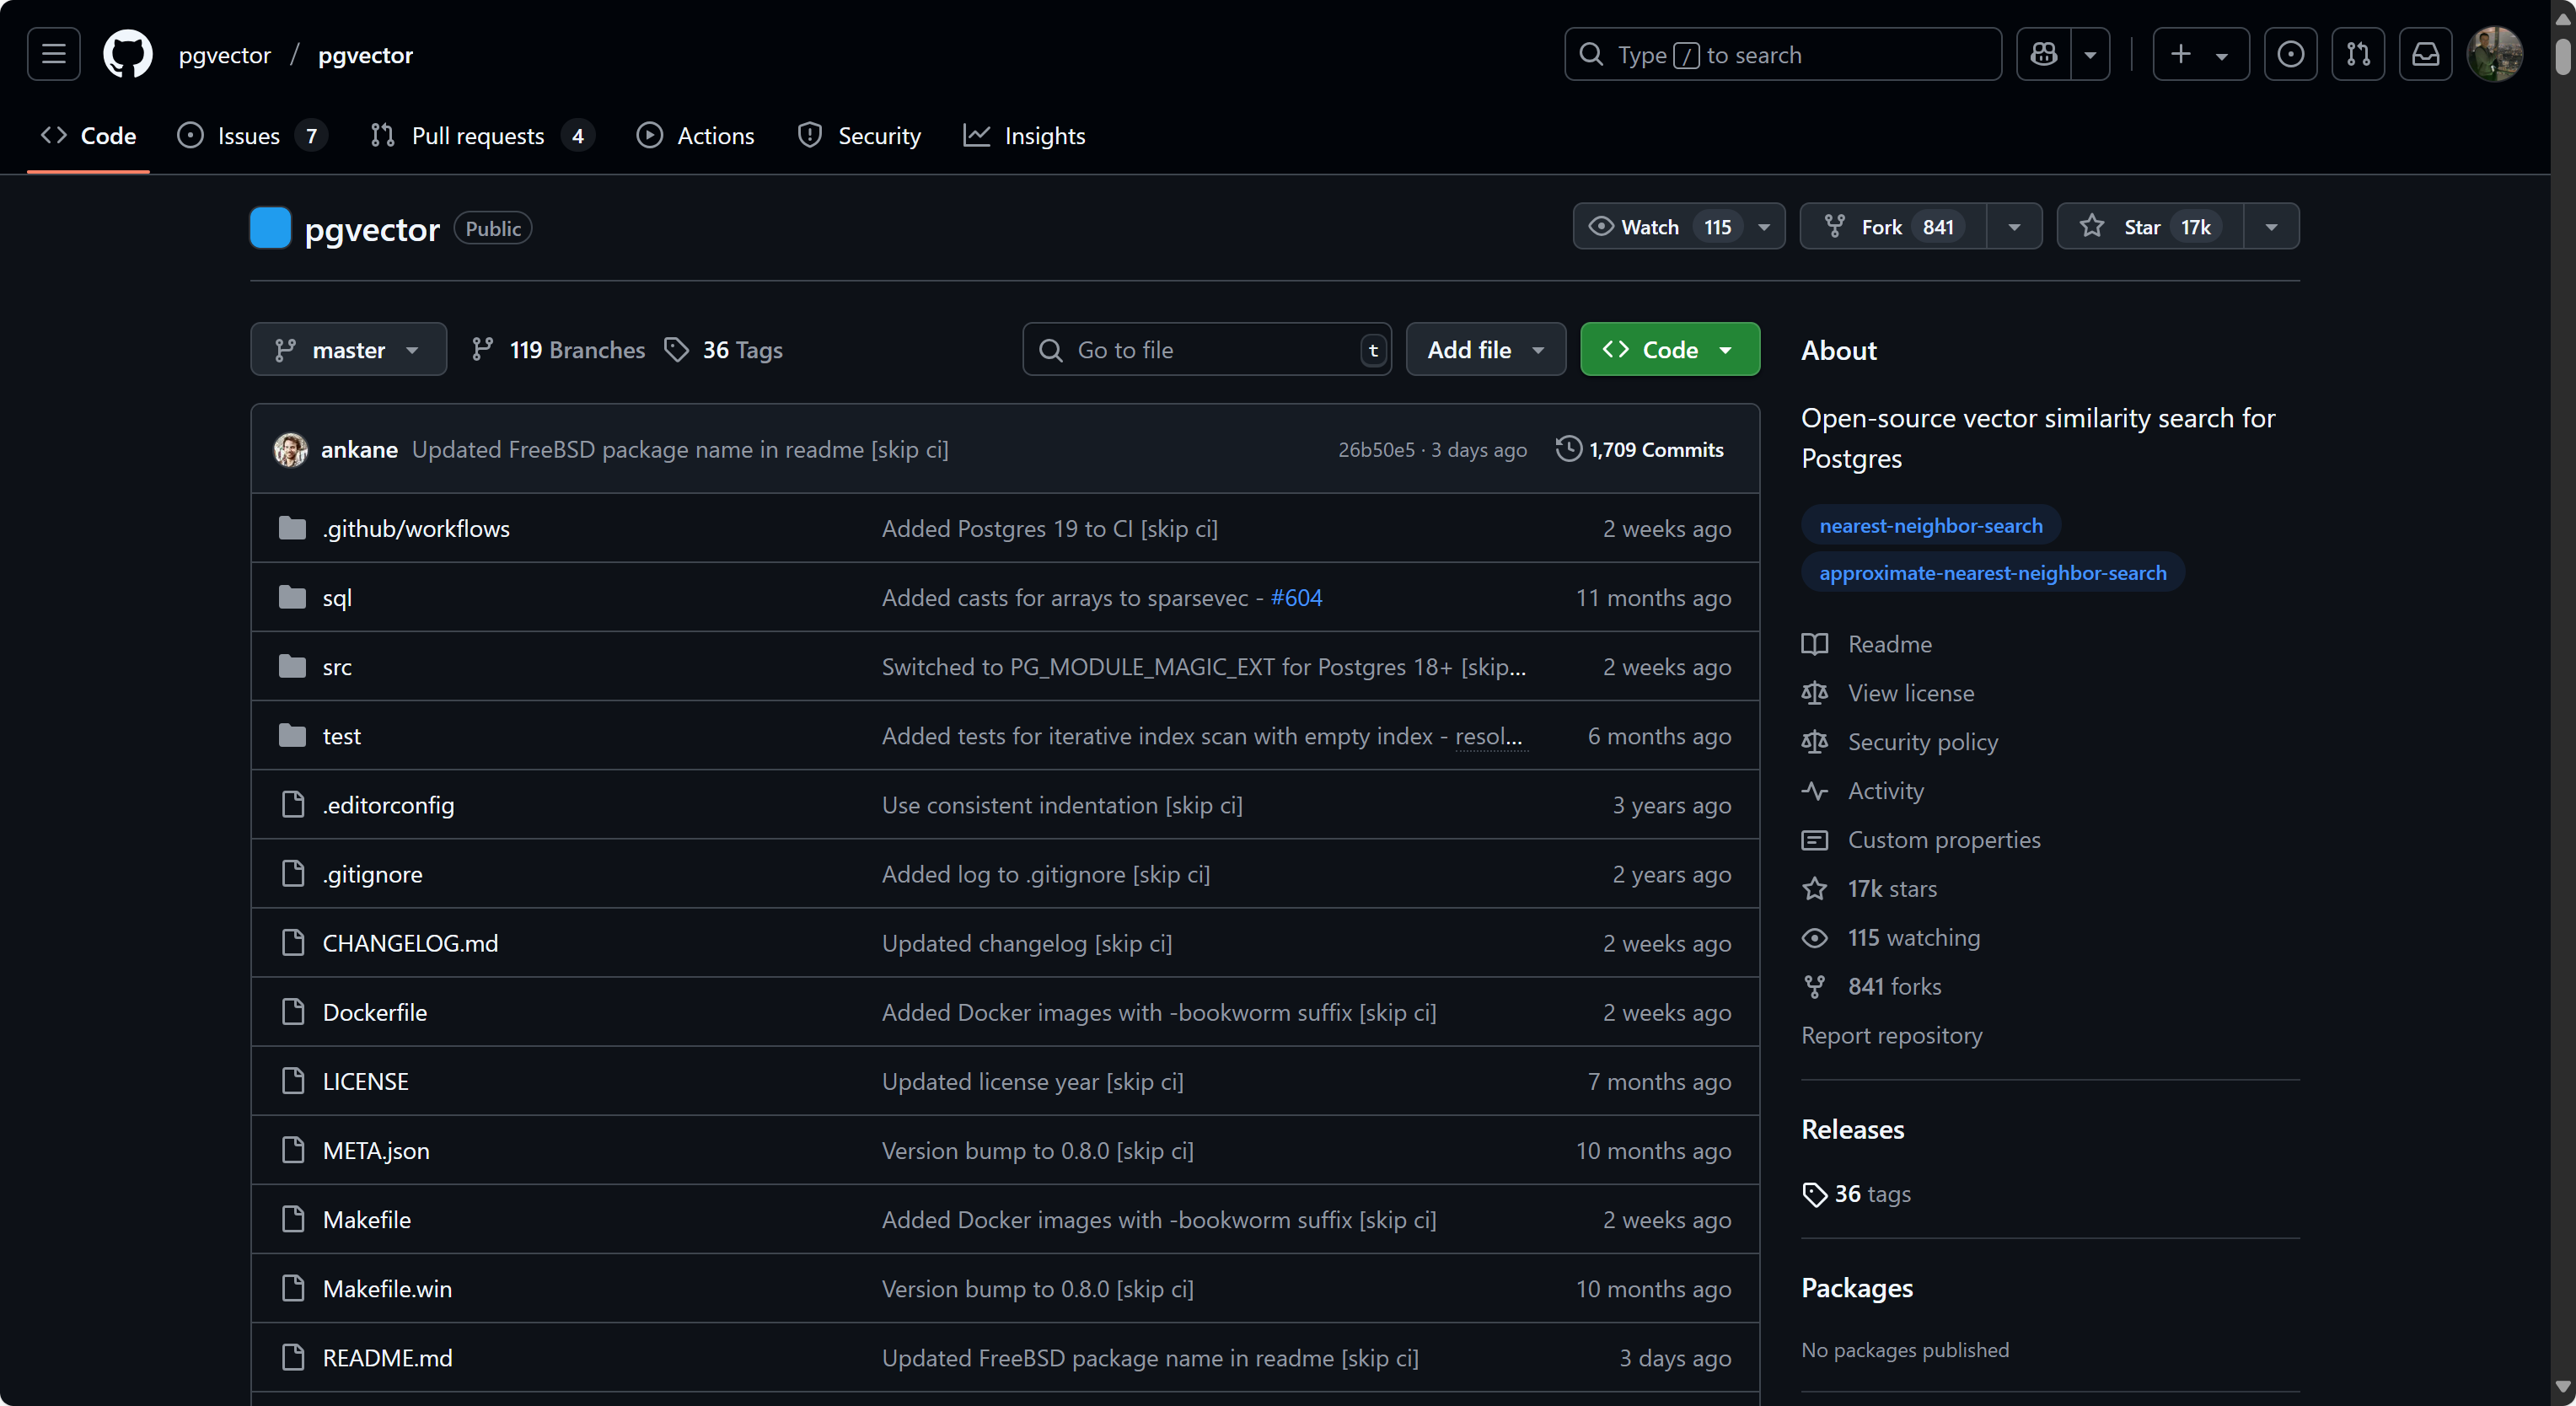 pgvector / pgvector
Type / to search
Code
Issues 7
Pull requests 4
Actions
Security
Insights
pgvector Public
Watch 115
Fork 841
Star 17k
master
119 Branches
36 Tags
Go to file t
Add file
Code
ankane Updated FreeBSD package name in readme [skip ci] 26b50e5 · 3 days ago 1,709 Commits
.github/workflows Added Postgres 19 to CI [skip ci] 2 weeks ago
sql Added casts for arrays to sparsevec - #604 11 months ago
src Switched to PG_MODULE_MAGIC_EXT for Postgres 18+ [skip... 2 weeks ago
test Added tests for iterative index scan with empty index - resol... 6 months ago
.editorconfig Use consistent indentation [skip ci] 3 years ago
.gitignore Added log to .gitignore [skip ci] 2 years ago
CHANGELOG.md Updated changelog [skip ci] 2 weeks ago
Dockerfile Added Docker images with -bookworm suffix [skip ci] 2 weeks ago
LICENSE Updated license year [skip ci] 7 months ago
META.json Version bump to 0.8.0 [skip ci] 10 months ago
Makefile Added Docker images with -bookworm suffix [skip ci] 2 weeks ago
Makefile.win Version bump to 0.8.0 [skip ci] 10 months ago
README.md Updated FreeBSD package name in readme [skip ci] 3 days ago
About
Open-source vector similarity search for
Postgres
nearest-neighbor-search
approximate-nearest-neighbor-search
Readme
View license
Security policy
Activity
Custom properties
17k stars
115 watching
841 forks
Report repository
Releases
36 tags
Packages
No packages published